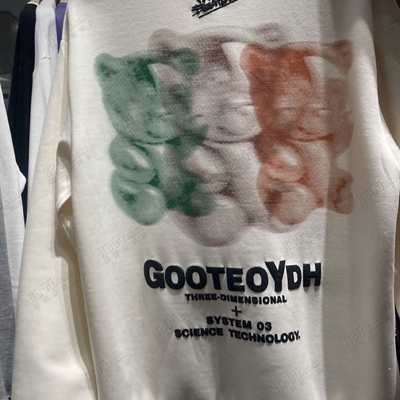 GOOTEOYDH
THREE-DIMENSIONAL
+
SYSTEM 03
SCIENCE TECHNOLOGY.